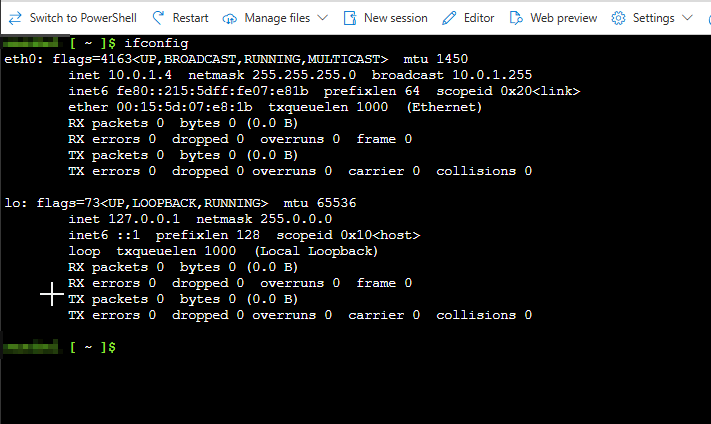 Switch to PowerShell Restart Manage files New session Editor Web preview Settings
[ ~ ]$ ifconfig
eth0: flags=4163<UP,BROADCAST,RUNNING,MULTICAST>  mtu 1450
inet 10.0.1.4  netmask 255.255.255.0  broadcast 10.0.1.255
inet6 fe80::215:5dff:fe07:e81b  prefixlen 64  scopeid 0x20<link>
ether 00:15:5d:07:e8:1b  txqueuelen 1000  (Ethernet)
RX packets 0  bytes 0 (0.0 B)
RX errors 0  dropped 0  overruns 0  frame 0
TX packets 0  bytes 0 (0.0 B)
TX errors 0  dropped 0 overruns 0  carrier 0  collisions 0
lo: flags=73<UP,LOOPBACK,RUNNING>  mtu 65536
inet 127.0.0.1  netmask 255.0.0.0
inet6 ::1  prefixlen 128  scopeid 0x10<host>
loop  txqueuelen 1000  (Local Loopback)
RX packets 0  bytes 0 (0.0 B)
RX errors 0  dropped 0  overruns 0  frame 0
TX packets 0  bytes 0 (0.0 B)
TX errors 0  dropped 0 overruns 0  carrier 0  collisions 0
[ ~ ]$